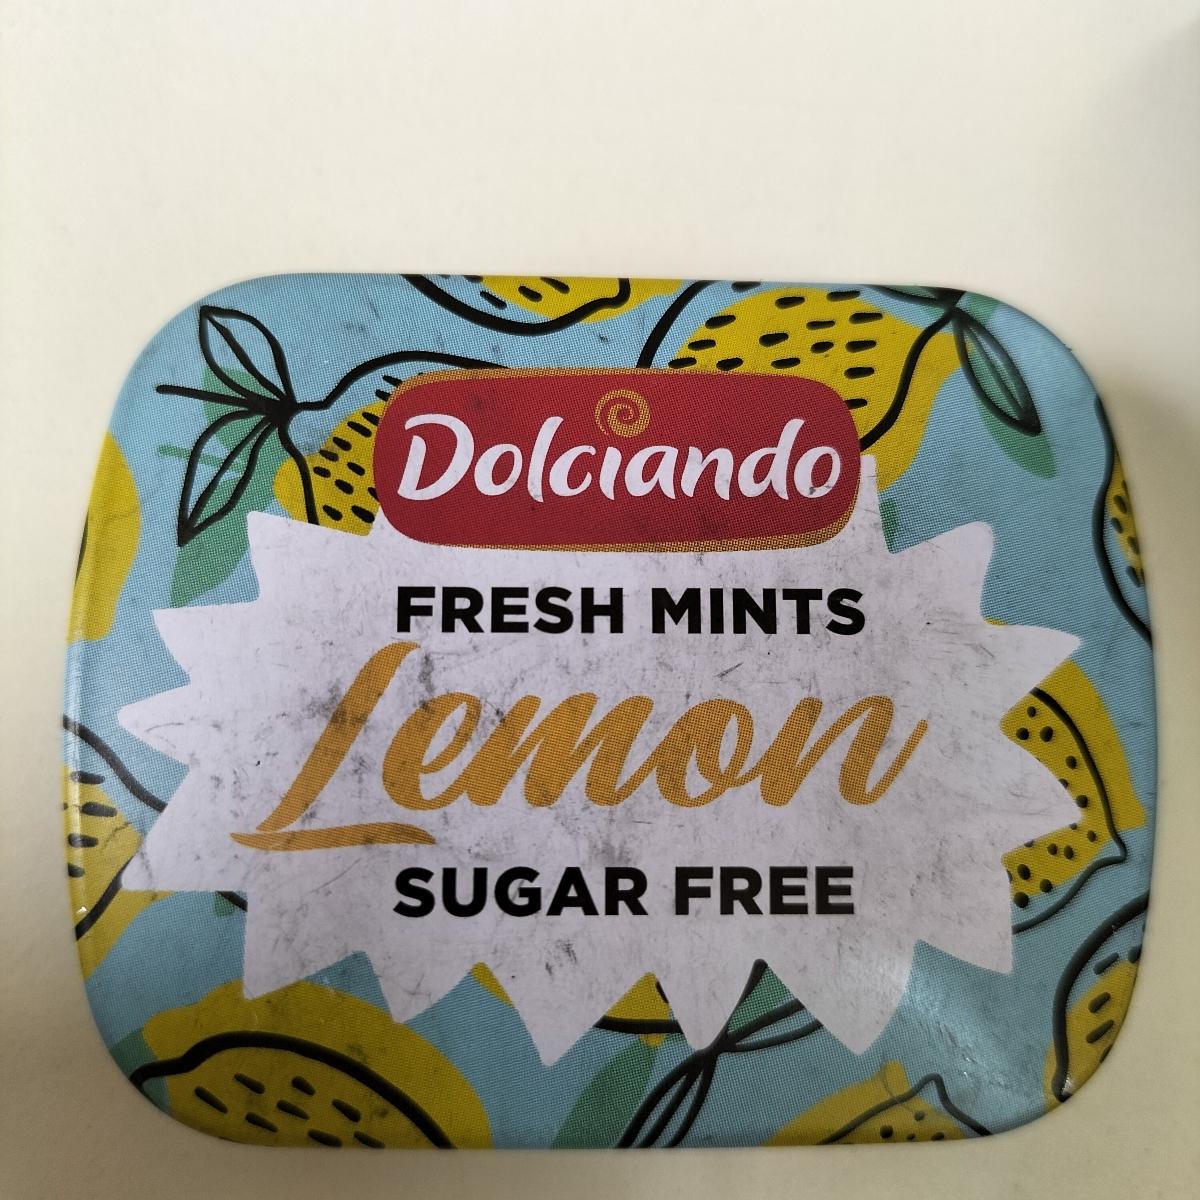 Dolciando
FRESH MINTS
Lemon
SUGAR FREE